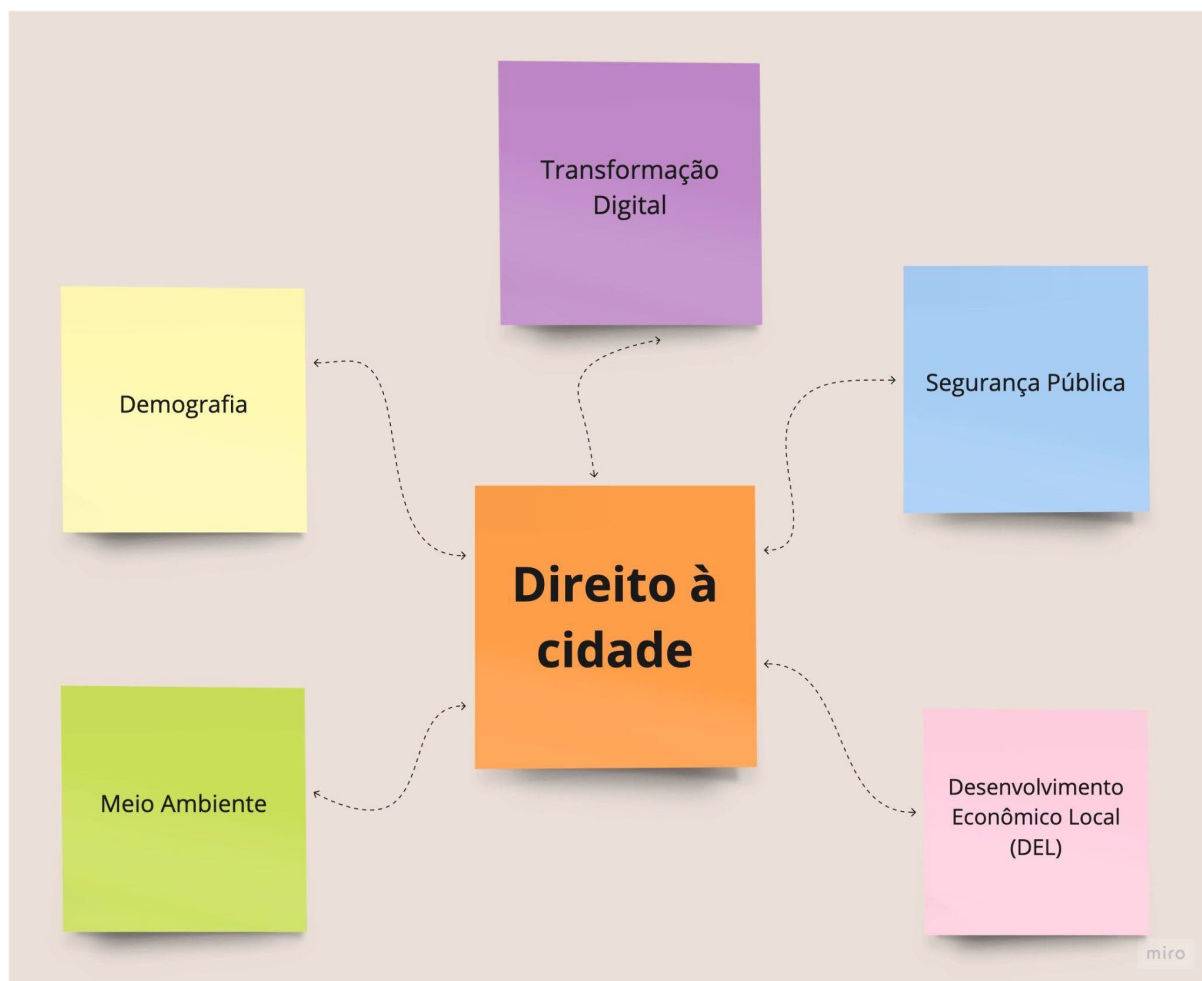 Transformação
Digital
Demografia
Segurança Pública
Direito à
cidade
Meio Ambiente
Desenvolvimento
Econômico Local
(DEL)
miro